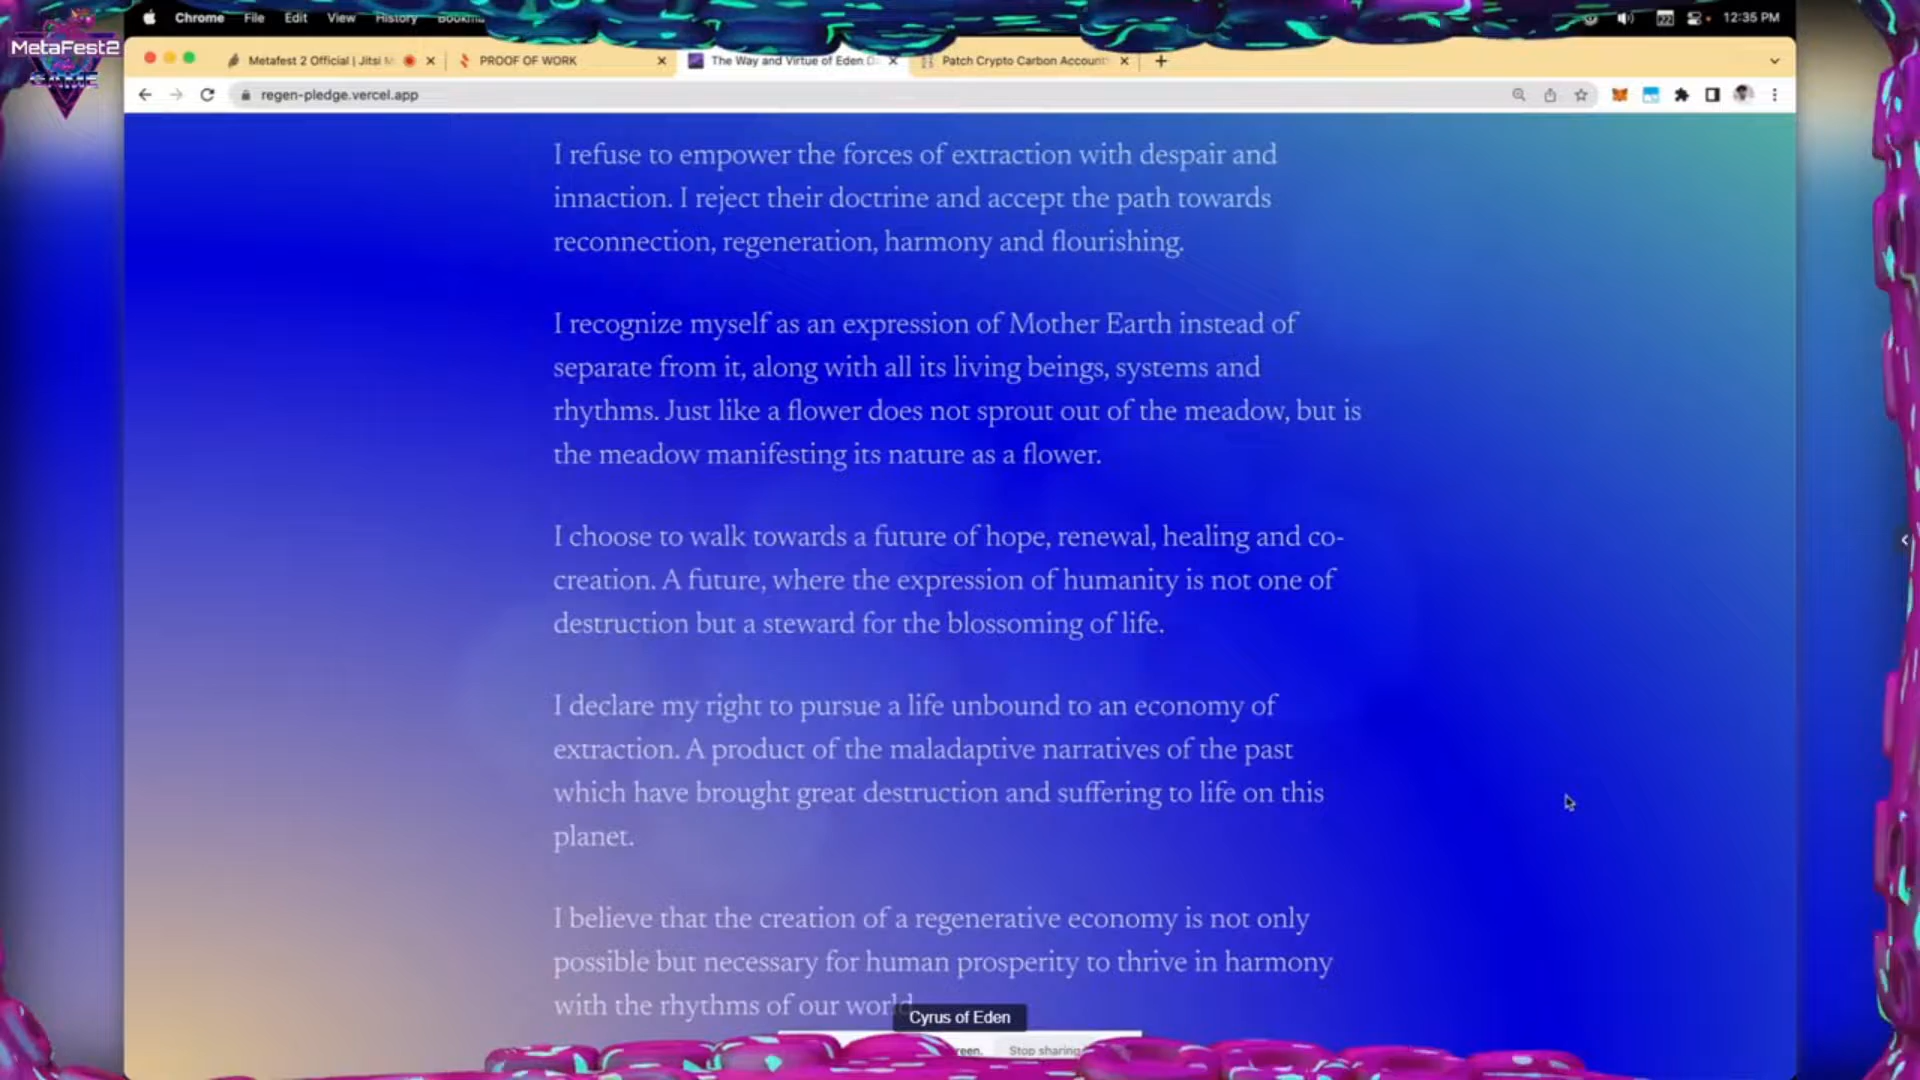 Chrome File Edit View History Bookma
12:35 PM
MetaFest2
GAME
Metafest 2 Official | Jitsi M
PROOF OF WORK
The Way and Virtue of Eden D
Patch Crypto Carbon Account
regen-pledge.vercel.app
I refuse to empower the forces of extraction with despair and
innaction. I reject their doctrine and accept the path towards
reconnection, regeneration, harmony and flourishing.
I recognize myself as an expression of Mother Earth instead of
separate from it, along with all its living beings, systems and
rhythms. Just like a flower does not sprout out of the meadow, but is
the meadow manifesting its nature as a flower.
I choose to walk towards a future of hope, renewal, healing and co-
creation. A future, where the expression of humanity is not one of
destruction but a steward for the blossoming of life.
I declare my right to pursue a life unbound to an economy of
extraction. A product of the maladaptive narratives of the past
which have brought great destruction and suffering to life on this
planet.
I believe that the creation of a regenerative economy is not only
possible but necessary for human prosperity to thrive in harmony
with the rhythms of our world
Cyrus of Eden
reen. Stop sharing